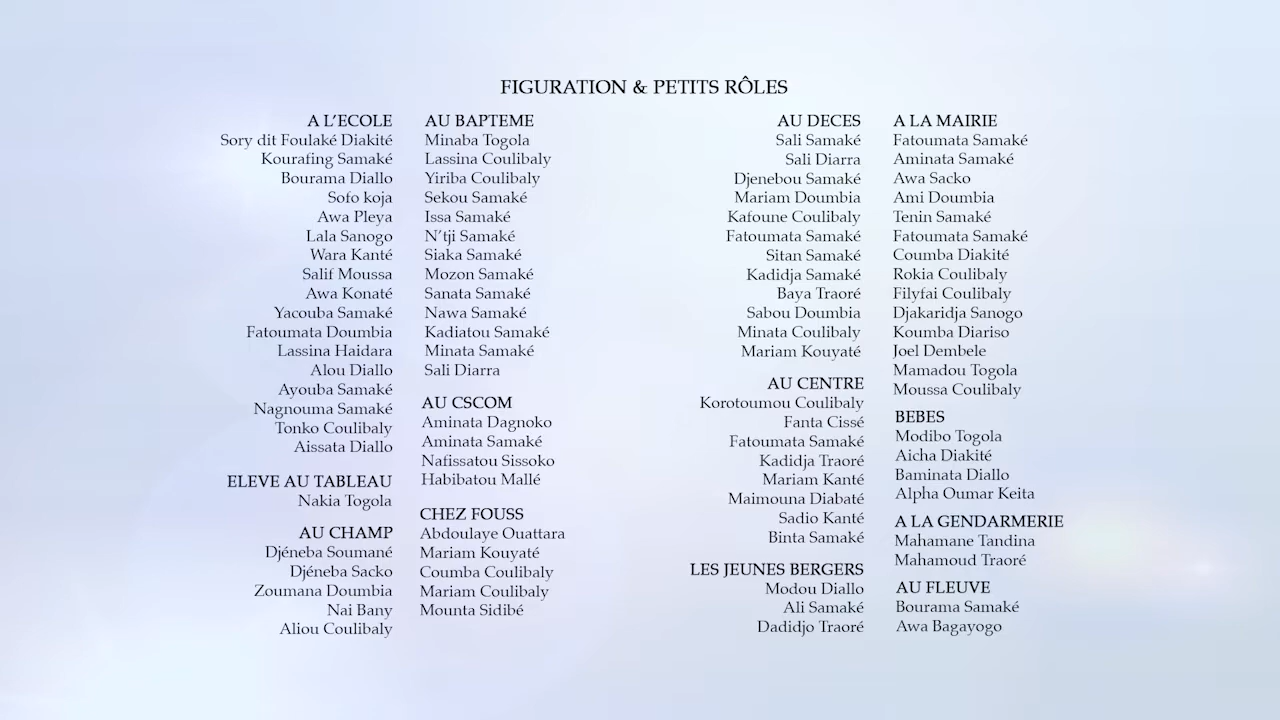 FIGURATION & PETITS RÔLES
A L'ECOLE
Sory dit Foulaké Diakité
Kourafing Samaké
Bourama Diallo
Sofo koja
Awa Pleya
Lala Sanogo
Wara Kanté
Salif Moussa
Awa Konaté
Yacouba Samaké
Fatoumata Doumbia
Lassina Haidara
Alou Diallo
Ayouba Samaké
Nagnouma Samaké
Tonko Coulibaly
Aissata Diallo
ELEVE AU TABLEAU
Nakia Togola
AU CHAMP
Djéneba Soumané
Djéneba Sacko
Zoumana Doumbia
Nai Bany
Aliou Coulibaly
AU BAPTEME
Minaba Togola
Lassina Coulibaly
Yiriba Coulibaly
Sekou Samaké
Issa Samaké
N'tji Samaké
Siaka Samaké
Mozon Samaké
Sanata Samaké
Nawa Samaké
Kadiatou Samaké
Minata Samaké
Sali Diarra
AU CSCOM
Aminata Dagnoko
Aminata Samaké
Nafissatou Sissoko
Habibatou Mallé
CHEZ FOUSS
Abdoulaye Ouattara
Mariam Kouyaté
Coumba Coulibaly
Mariam Coulibaly
Mounta Sidibé
AU DECES
Sali Samaké
Sali Diarra
Djenebou Samaké
Mariam Doumbia
Kafoune Coulibaly
Fatoumata Samaké
Sitan Samaké
Kadidja Samaké
Baya Traoré
Sabou Doumbia
Minata Coulibaly
Mariam Kouyaté
AU CENTRE
Korotoumou Coulibaly
Fanta Cissé
Fatoumata Samaké
Kadidja Traoré
Mariam Kanté
Maimouna Diabaté
Sadio Kanté
Binta Samaké
LES JEUNES BERGERS
Modou Diallo
Ali Samaké
Dadidjo Traoré
A LA MAIRIE
Fatoumata Samaké
Aminata Samaké
Awa Sacko
Ami Doumbia
Tenin Samaké
Fatoumata Samaké
Coumba Diakité
Rokia Coulibaly
Filyfai Coulibaly
Djakaridja Sanogo
Koumba Diariso
Joel Dembele
Mamadou Togola
Moussa Coulibaly
BEBES
Modibo Togola
Aicha Diakité
Baminata Diallo
Alpha Oumar Keita
A LA GENDARMERIE
Mahamane Tandina
Mahamoud Traoré
AU FLEUVE
Bourama Samaké
Awa Bagayogo